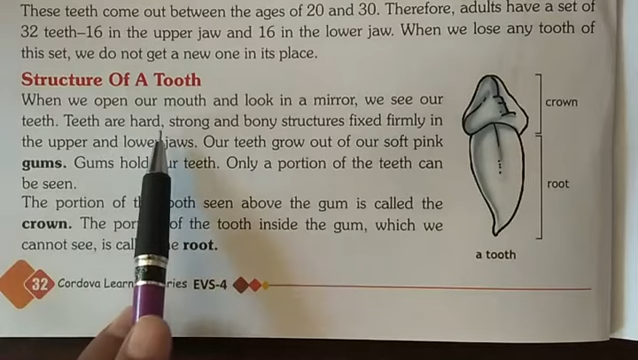 These teeth come out between the ages of 20 and 30. Therefore, adults have a set of
32 teeth–16 in the upper jaw and 16 in the lower jaw. When we lose any tooth of
this set, we do not get a new one in its place.
Structure Of A Tooth
When we open our mouth and look in a mirror, we see our
teeth. Teeth are hard, strong and bony structures fixed firmly in
the upper and lower jaws. Our teeth grow out of our soft pink
gums. Gums hold ur teeth. Only a portion of the teeth can
be seen.
The portion of t ooth seen above the gum is called the
crown. The por of the tooth inside the gum, which we
cannot see, is cal e root.
crown
root
a tooth
32 Cordova Learn ries EVS-4